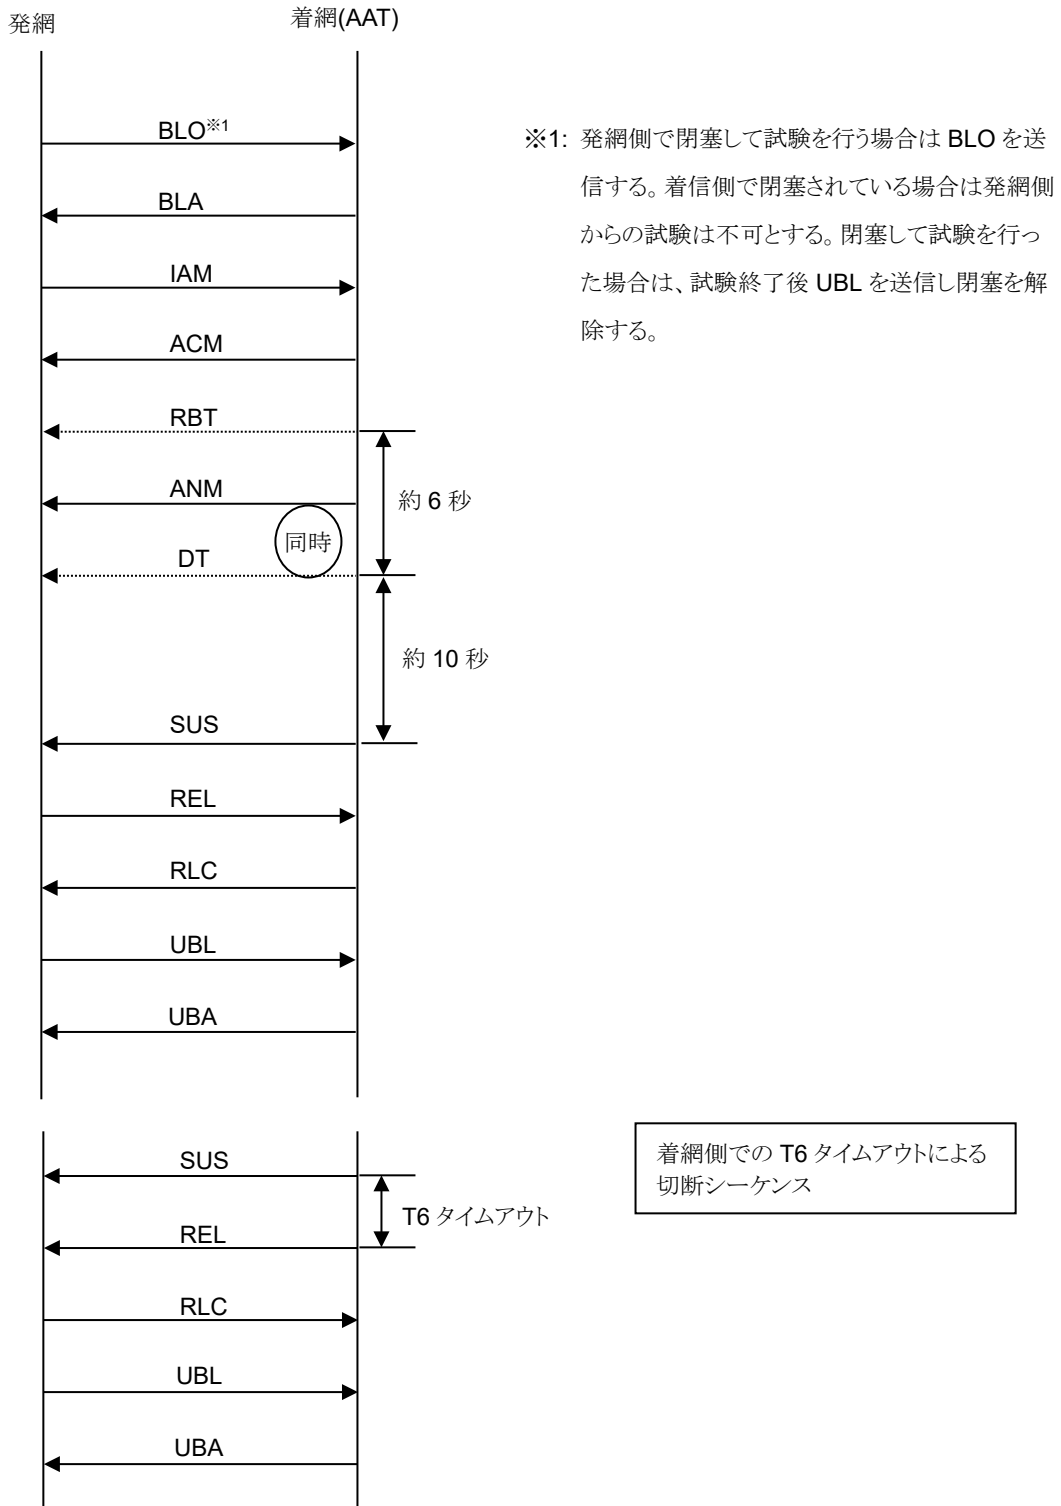 発網
着網(AAT)
BLO※1
BLA
IAM
ACM
RBT
ANM
同時
DT
約 6 秒
約 10 秒
SUS
REL
RLC
UBL
UBA
※1: 発網側で閉塞して試験を行う場合は BLO を送
信する。着信側で閉塞されている場合は発網側
からの試験は不可とする。閉塞して試験を行っ
た場合は、試験終了後 UBL を送信し閉塞を解
除する。
SUS
T6 タイムアウト
REL
RLC
UBL
UBA
着網側での T6 タイムアウトによる
切断シーケンス